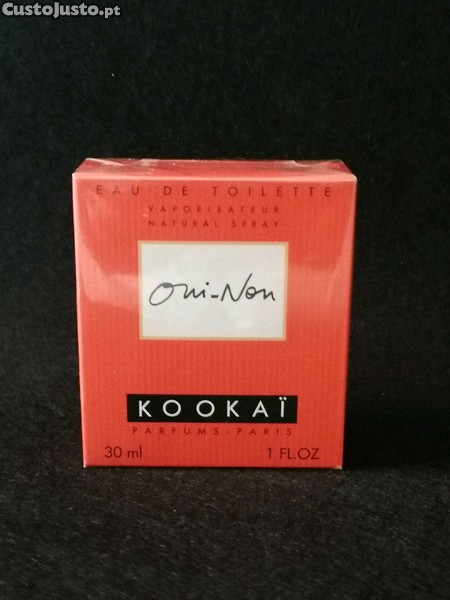 CustoJusto.pt
EAU DE TOILETTE
VAPORISATEUR
NATURAL SPRAY
Oui-Non
KOOKAÏ
PARFUMS-PARIS
30 ml 1 FL.OZ